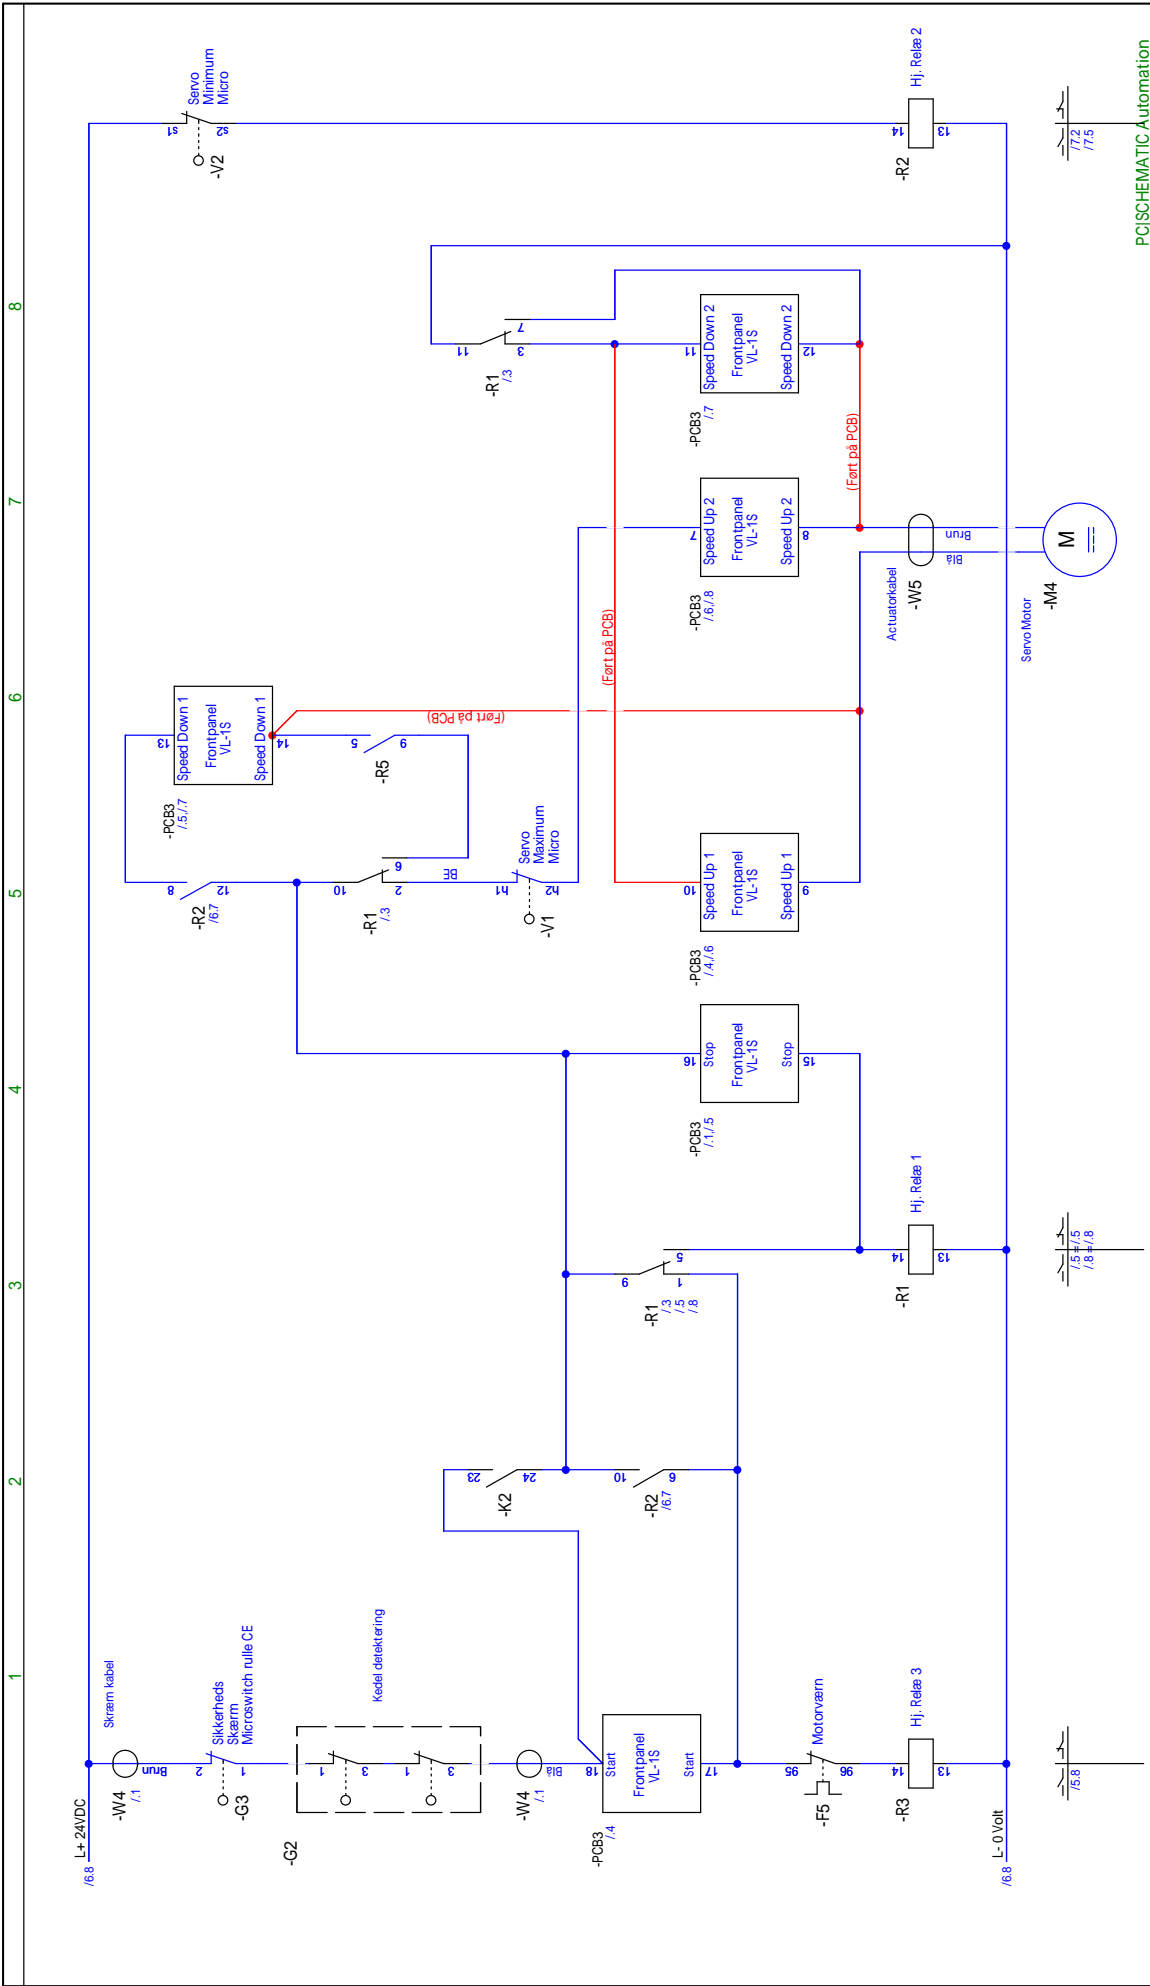 1
2
3
4
5
6
7
8
L+ 24VDC
/6.8
Skræm kabel
-W4
/.1
Brun
2
1
-G3
Sikkerheds
Skærm
Microswitch rulle CE
-G2
Kedel detektering
1
3
1
3
-W4
/.1
Blå
18
-PCB3
/.4
Start
Frontpanel
VL-1S
Start
17
95
96
-F5
Motorværn
14
13
-R3
Hj. Relæ 3
L- 0 Volt
/6.8
/5.8
23
24
-K2
10
6
-R2
/6.7
9
5
1
-R1
/.3
/.5
/.8
14
13
-R1
Hj. Relæ 1
/.5 # /.5
/.8 # /.8
16
-PCB3
/.1,/.5
Stop
Frontpanel
VL-1S
Stop
15
8
12
-R2
/6.7
10
6
2
-R1
/.3
BE
h1
h2
-V1
Servo
Maximum
Micro
10
-PCB3
/.4,/.6
Speed Up 1
Frontpanel
VL-1S
Speed Up 1
9
13
-PCB3
/.5,/.7
Speed Down 1
Frontpanel
VL-1S
Speed Down 1
14
5
9
-R5
(Ført på PCB)
(Ført på PCB)
7
-PCB3
/.6,/.8
Speed Up 2
Frontpanel
VL-1S
Speed Up 2
8
(Ført på PCB)
Actuatorkabel
-W5
Blå
Brun
Servo Motor
-M4
M
11
7
3
-R1
/.3
11
-PCB3
/.7
Speed Down 2
Frontpanel
VL-1S
Speed Down 2
12
s1
s2
-V2
Servo
Minimum
Micro
14
13
-R2
Hj. Relæ 2
/7.2
/7.5
PC|SCHEMATIC Automation